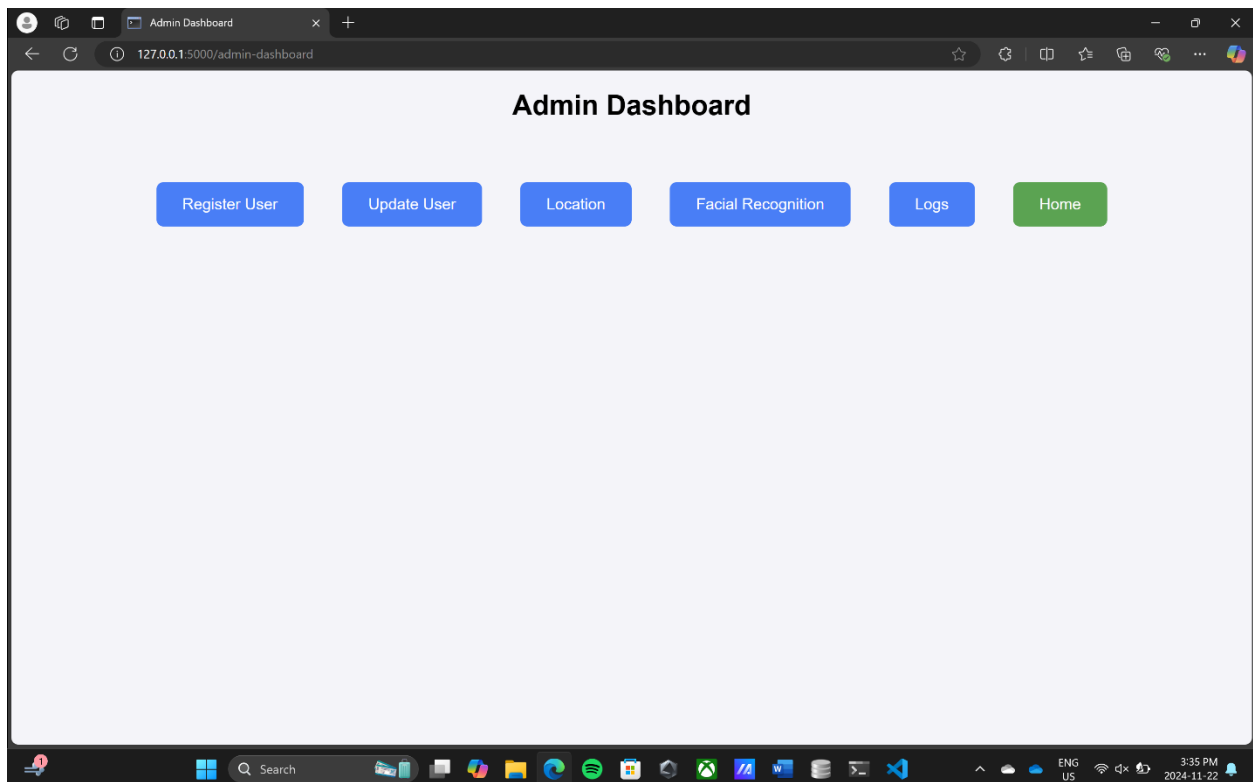 Admin Dashboard
127.0.0.1:5000/admin-dashboard
Admin Dashboard
Register User
Update User
Location
Facial Recognition
Logs
Home
1
Search
ENG
US
3:35 PM
2024-11-22